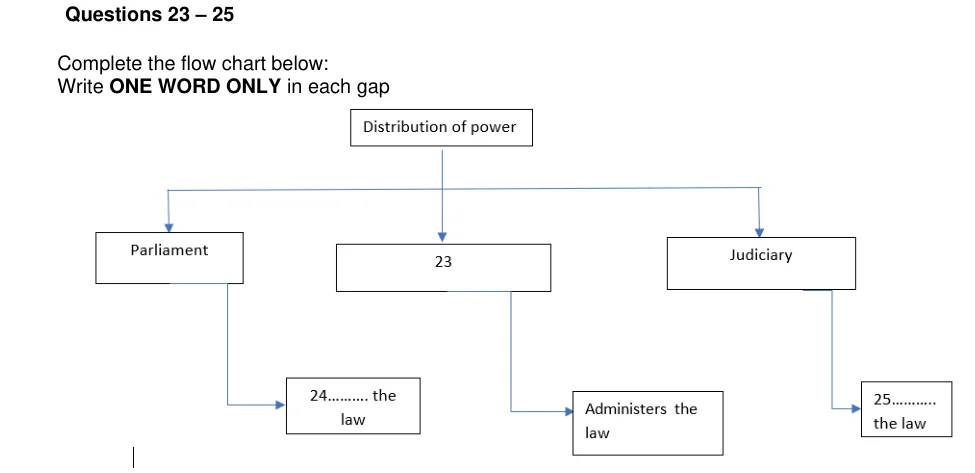 Questions 23 – 25
Complete the flow chart below:
Write ONE WORD ONLY in each gap
Distribution of power
Parliament
23
Judiciary
24.......... the
law
Administers the
law
25...........
the law